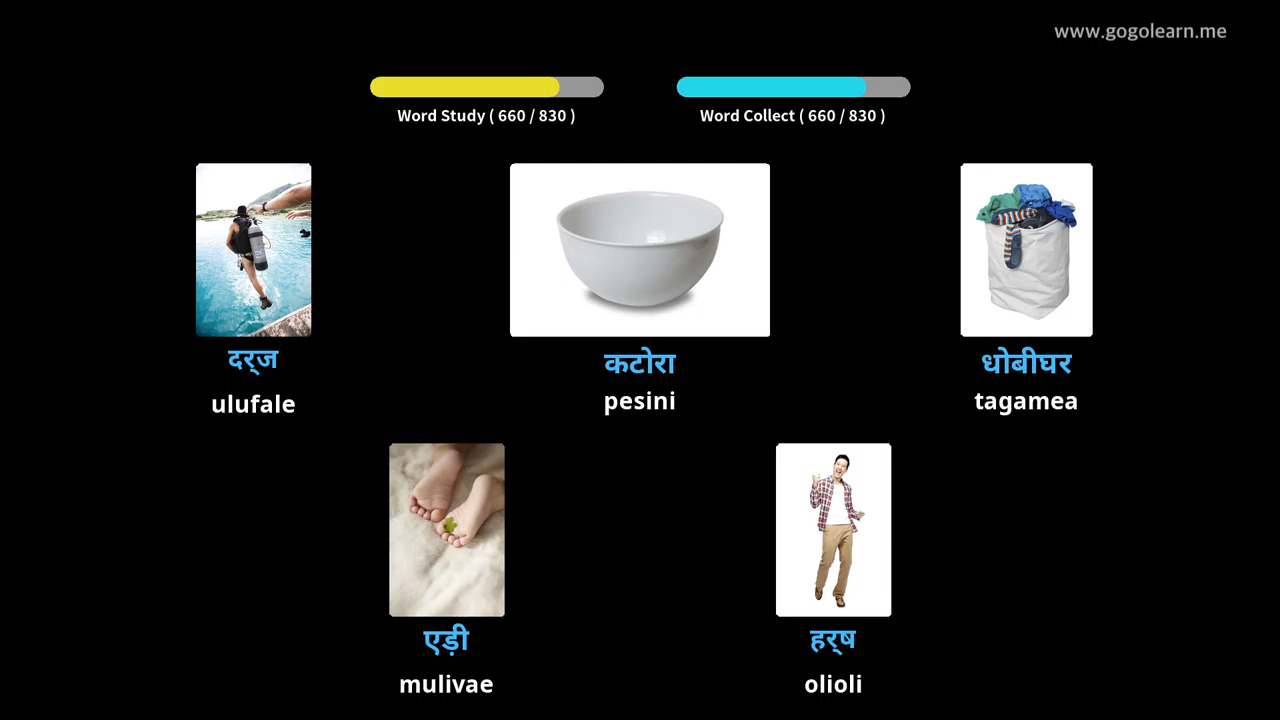 www.gogolearn.me
Word Study ( 660 / 830 )
Word Collect ( 660 / 830 )
दर्ज
ulufale
कटोरा
pesini
धोबीघर
tagamea
एड़ी
mulivae
हर्ष
olioli